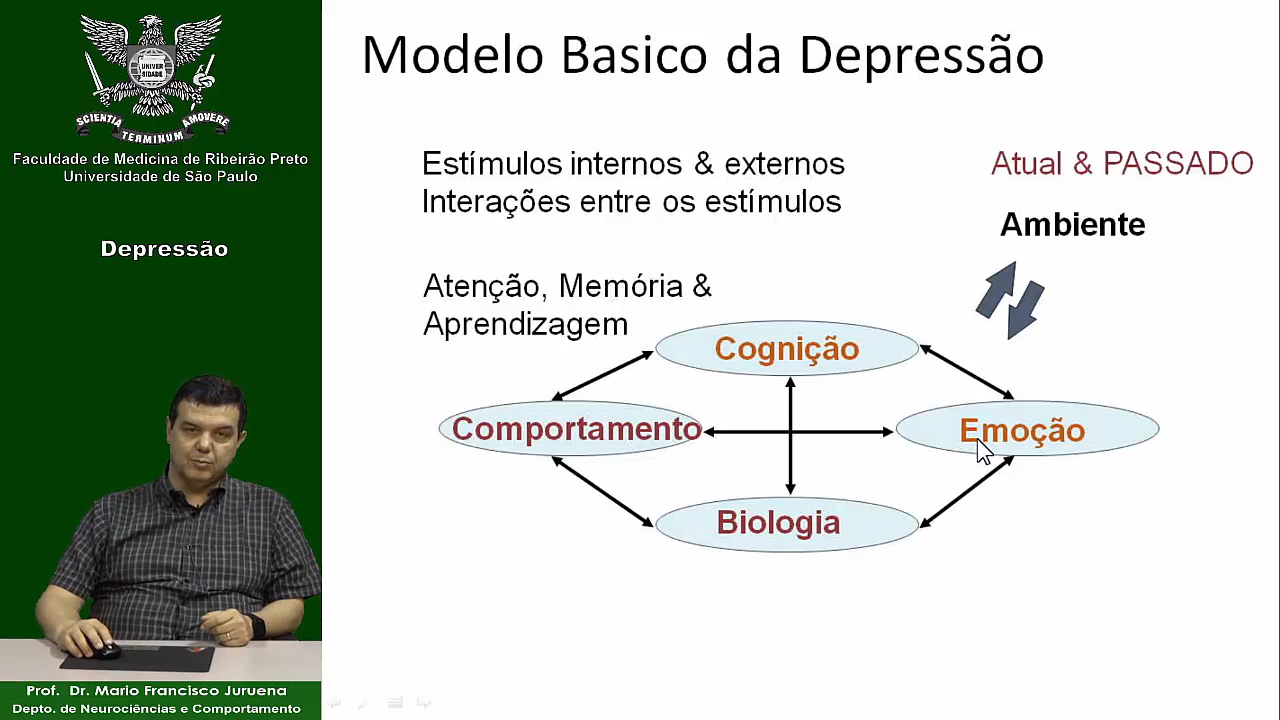 UNIVER
SIDADE
SCIENTIA
AMOVERE
TERMINUM
Faculdade de Medicina de Ribeirão Preto
Universidade de São Paulo
Depressão
Prof. Dr. Mario Francisco Juruena
Depto. de Neurociências e Comportamento
Modelo Basico da Depressão
Estímulos internos & externos
Interações entre os estímulos
Atual & PASSADO
Ambiente
Atenção, Memória &
Aprendizagem
Cognição
Comportamento
Emoção
Biologia